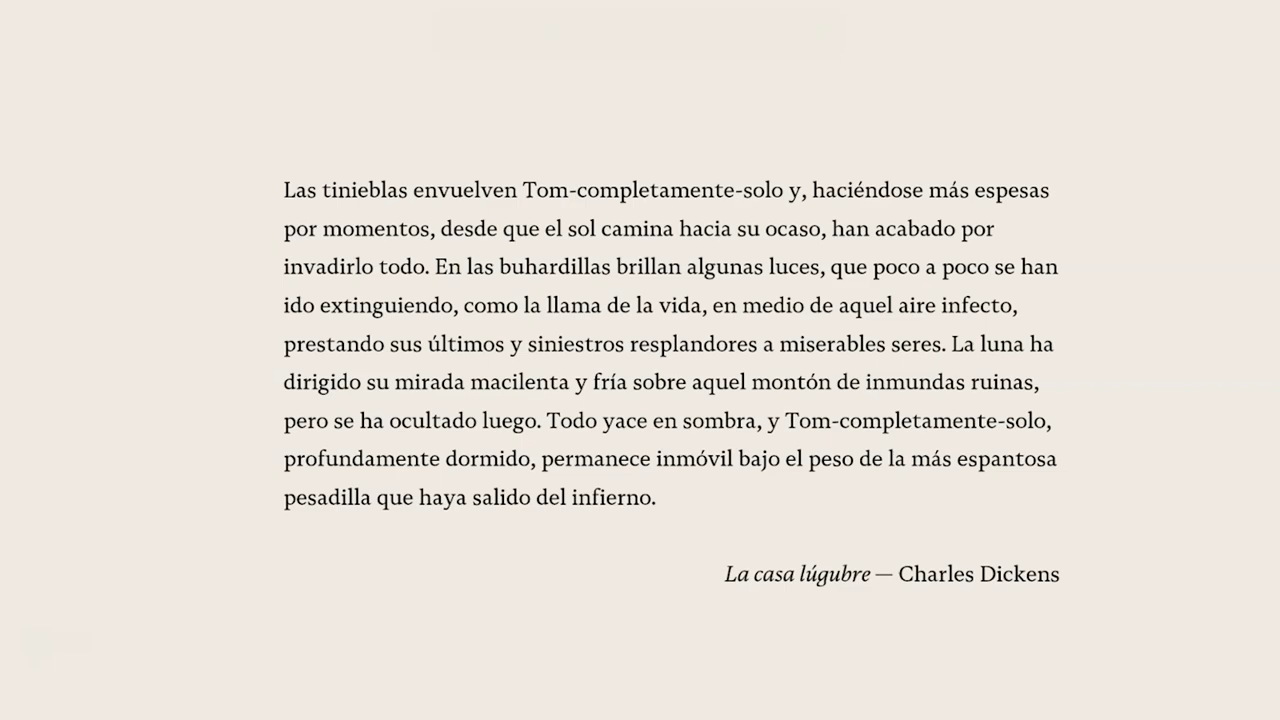 Las tinieblas envuelven Tom-completamente-solo y, haciéndose más espesas
por momentos, desde que el sol camina hacia su ocaso, han acabado por
invadirlo todo. En las buhardillas brillan algunas luces, que poco a poco se han
ido extinguiendo, como la llama de la vida, en medio de aquel aire infecto,
prestando sus últimos y siniestros resplandores a miserables seres. La luna ha
dirigido su mirada macilenta y fría sobre aquel montón de inmundas ruinas,
pero se ha ocultado luego. Todo yace en sombra, y Tom-completamente-solo,
profundamente dormido, permanece inmóvil bajo el peso de la más espantosa
pesadilla que haya salido del infierno.
La casa lúgubre — Charles Dickens